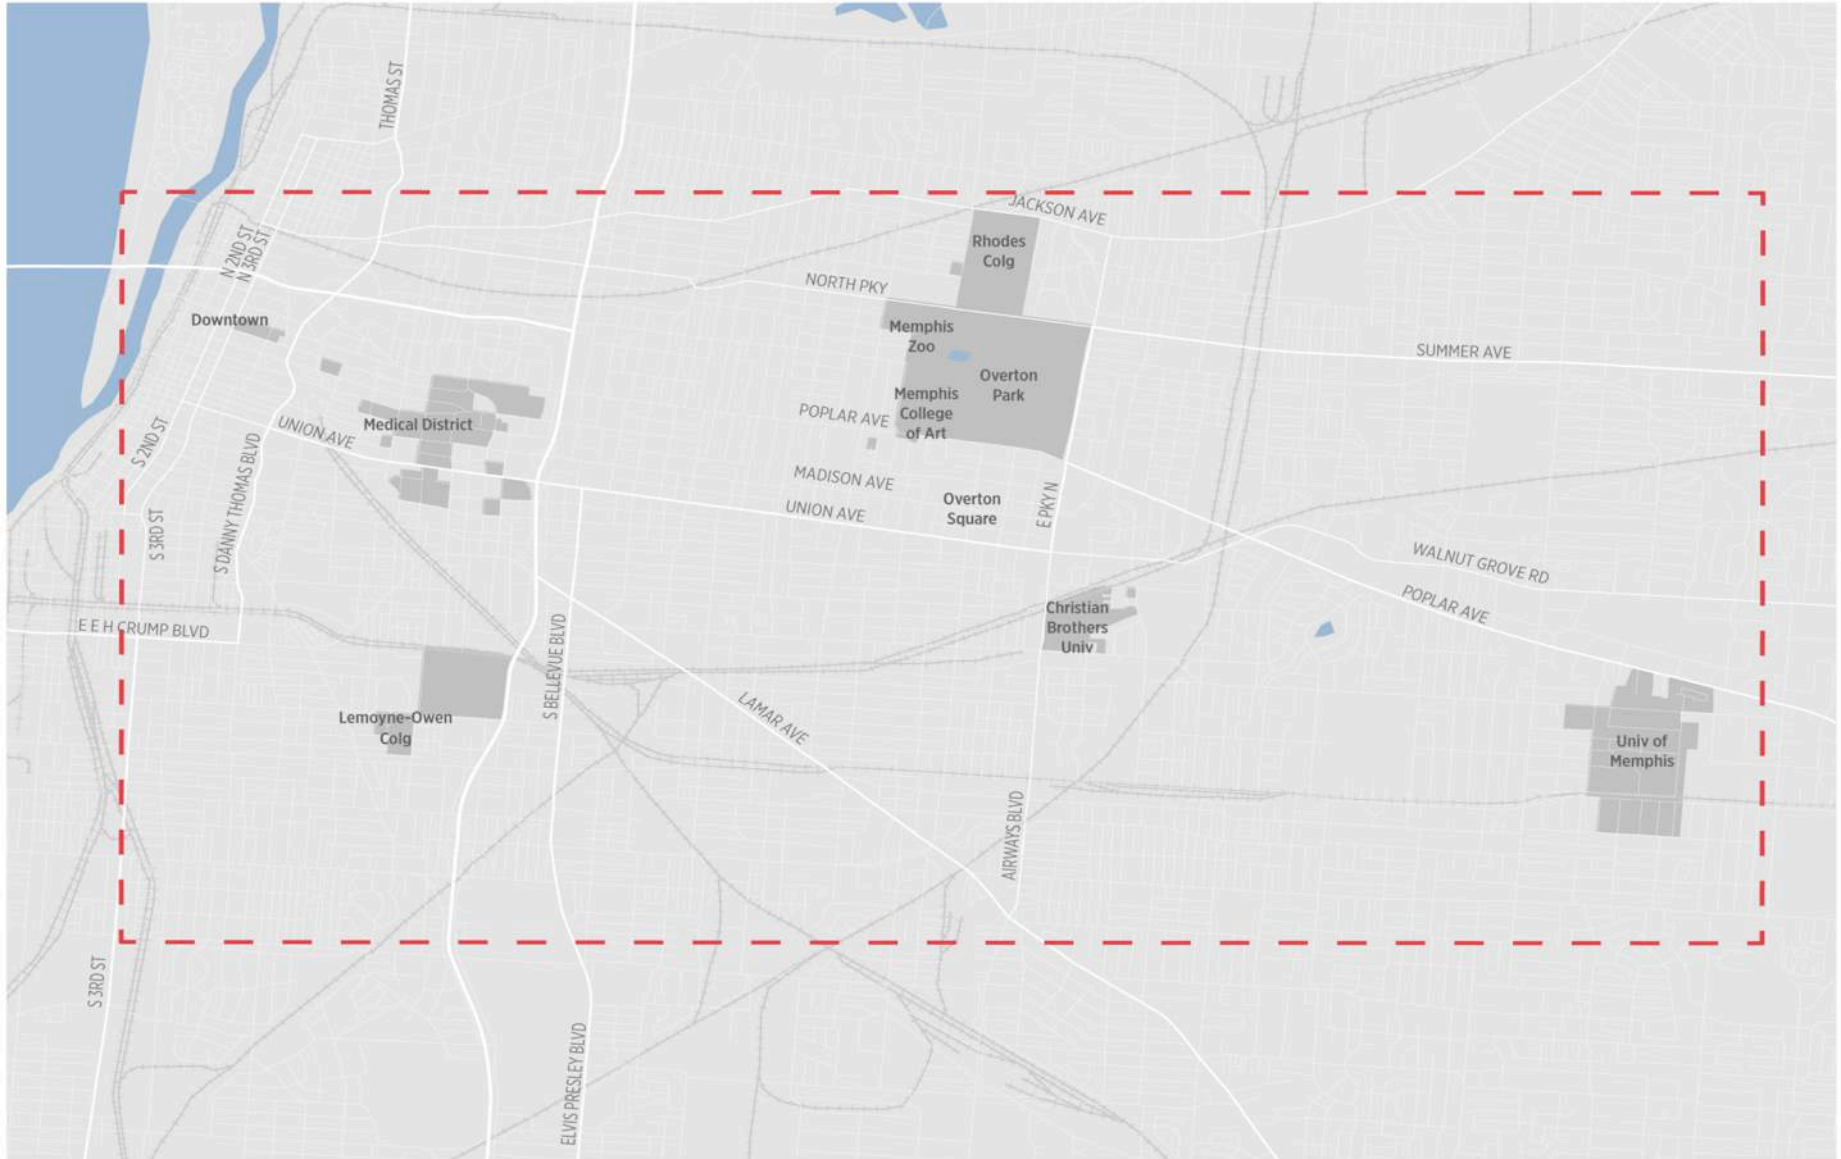 THOMAS ST
JACKSON AVE
N 2ND ST
N 3RD ST
Rhodes
Colg
NORTH PKY
Downtown
Memphis
Zoo
SUMMER AVE
Overton
Park
Memphis
College
of Art
POPLAR AVE
Medical District
UNION AVE
S 2ND ST
S DANNY THOMAS BLVD
MADISON AVE
UNION AVE
Overton
Square
E PKY N
S 3RD ST
WALNUT GROVE RD
POPLAR AVE
Christian
Brothers
Univ
E E H CRUMP BLVD
S BELLEVUE BLVD
LAMAR AVE
Lemoyne-Owen
Colg
Univ of
Memphis
AIRWAYS BLVD
S 3RD ST
ELVIS PRESLEY BLVD